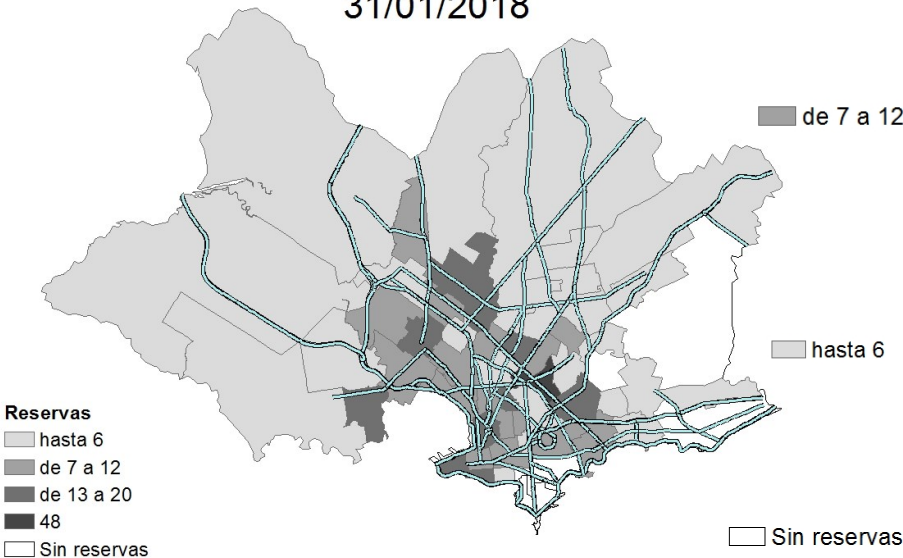 31/01/2018
de 7 a 12
hasta 6
Reservas
hasta 6
de 7 a 12
de 13 a 20
48
Sin reservas
Sin reservas